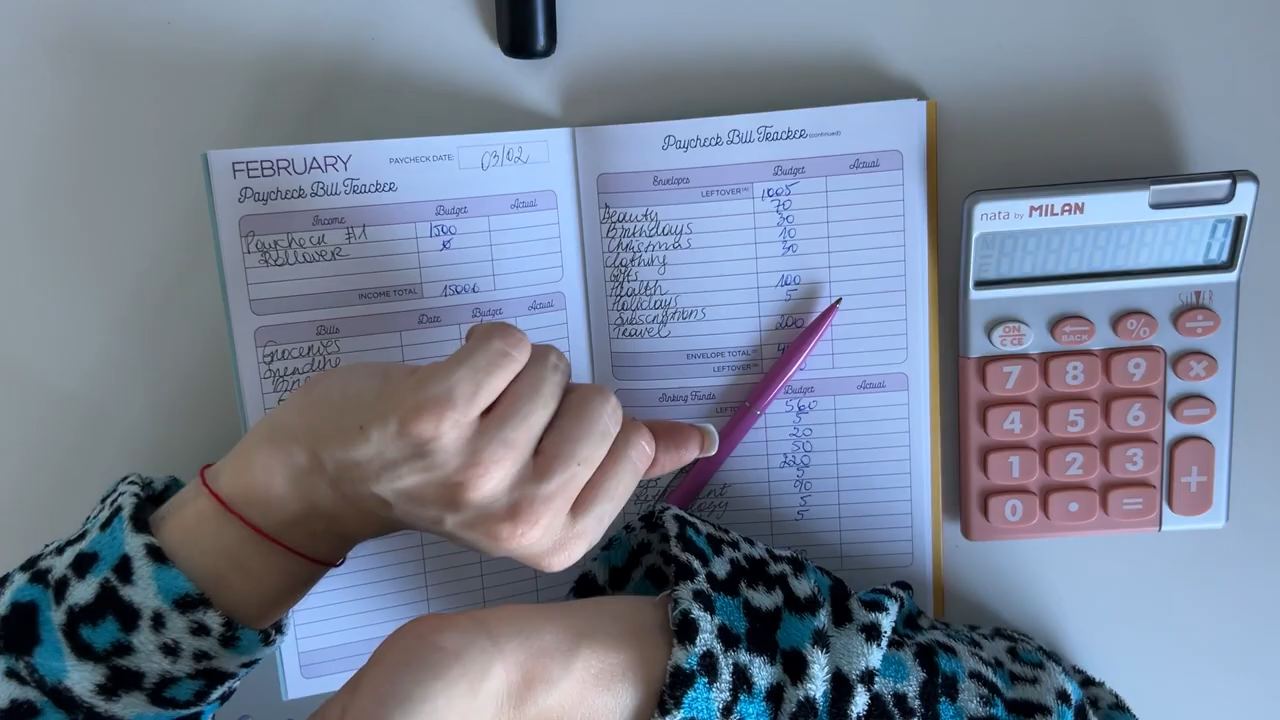 FEBRUARY
PAYCHECK DATE: 03/02
Paycheck Bill Tracker
Income Budget Actual
Paycheck #1 1500
Rollover
INCOME TOTAL
Bills Date Budget Actual
Groceries
Spending
Paycheck Bill Tracker (continued)
Envelopes Budget Actual
LEFTOVER 1005
Beauty 70
Birthdays 30
Christmas 10
Clothing 30
Gifts
Health 100
Holidays 5
Subscriptions
Travel 200
ENVELOPE TOTAL
LEFTOVER
Sinking Funds Budget Actual
560
5
20
50
220
5
90
5
5
nata by MILAN
0
SILVER
ON/C CE BACK % ÷
7 8 9 ×
4 5 6 −
1 2 3 +
0 • =